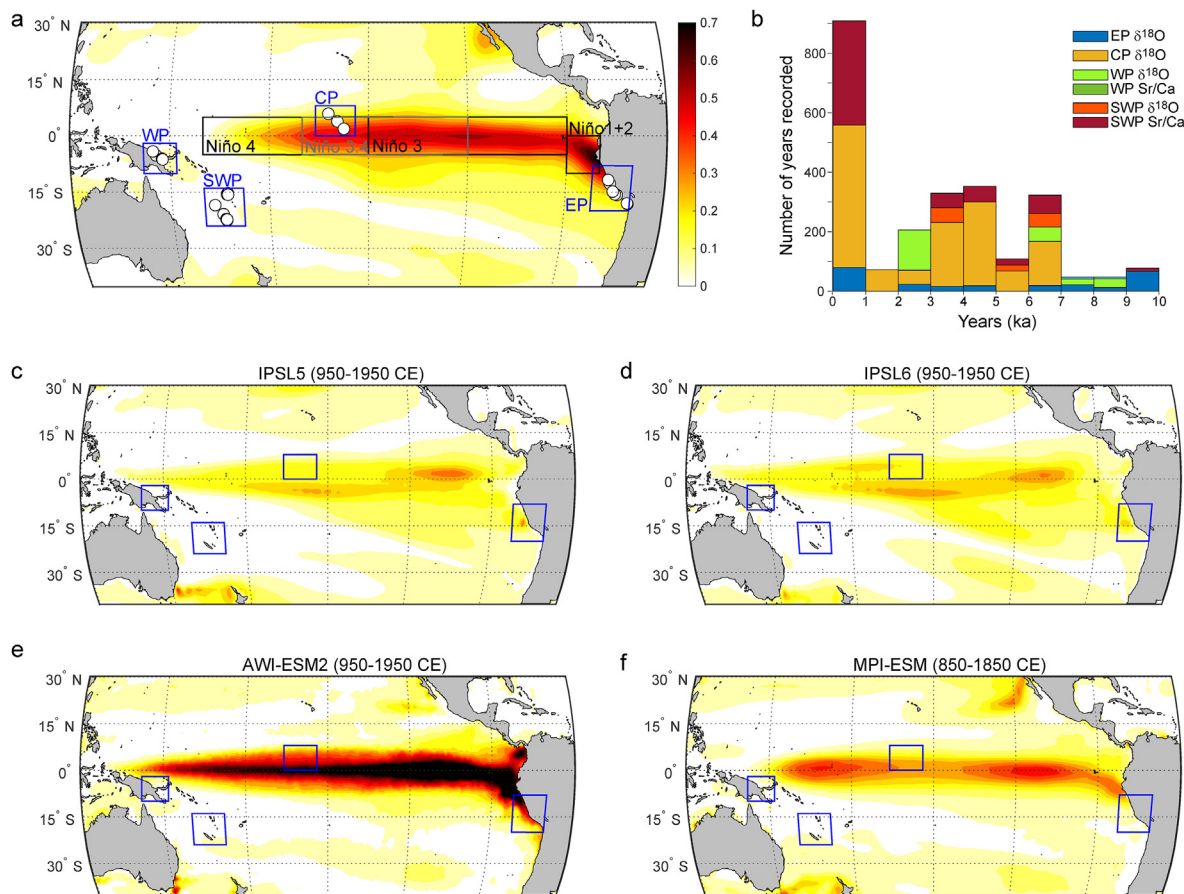 a
30° N
15° N
0°
15° S
30° S
CP
WP
SWP
EP
Niño 4
Niño 3
Niño1+2
0.7
0.6
0.5
0.4
0.3
0.2
0.1
0
b
Number of years recorded
800
600
400
200
0
0 1 2 3 4 5 6 7 8 9 10
Years (ka)
EP δ¹⁸O
CP δ¹⁸O
WP δ¹⁸O
WP Sr/Ca
SWP δ¹⁸O
SWP Sr/Ca
c
IPSL5 (950-1950 CE)
30° N
15° N
0°
15° S
30° S
d
IPSL6 (950-1950 CE)
30° N
15° N
0°
15° S
30° S
e
AWI-ESM2 (950-1950 CE)
30° N
15° N
0°
15° S
30° S
f
MPI-ESM (850-1850 CE)
30° N
15° N
0°
15° S
30° S